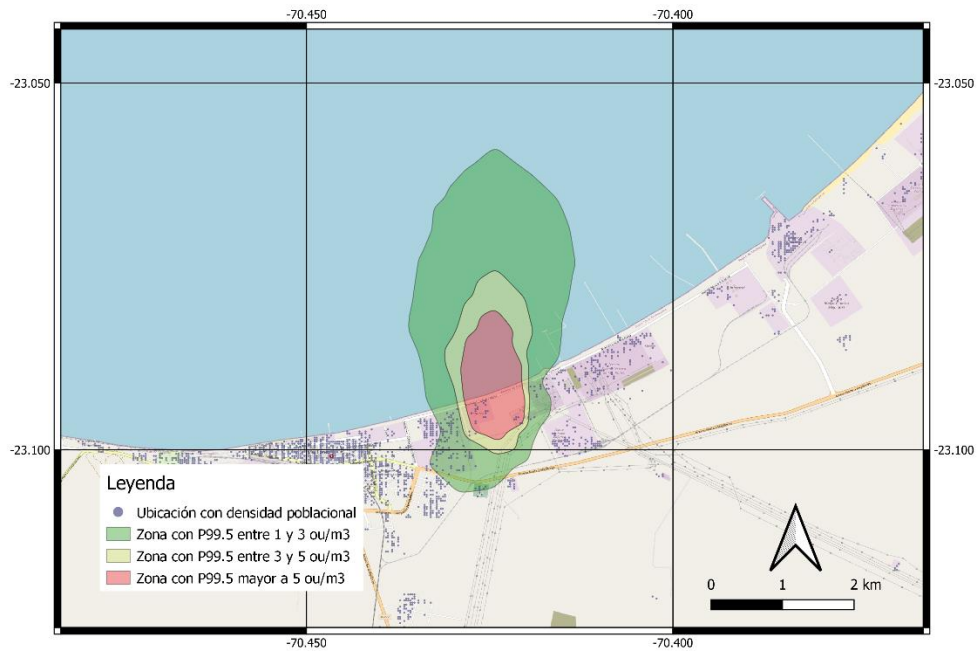 -70.450 -70.400
-23.050 -23.050
-23.100 -23.100
Leyenda
Ubicación con densidad poblacional
Zona con P99.5 entre 1 y 3 ou/m3
Zona con P99.5 entre 3 y 5 ou/m3
Zona con P99.5 mayor a 5 ou/m3
0 1 2 km
-70.450 -70.400